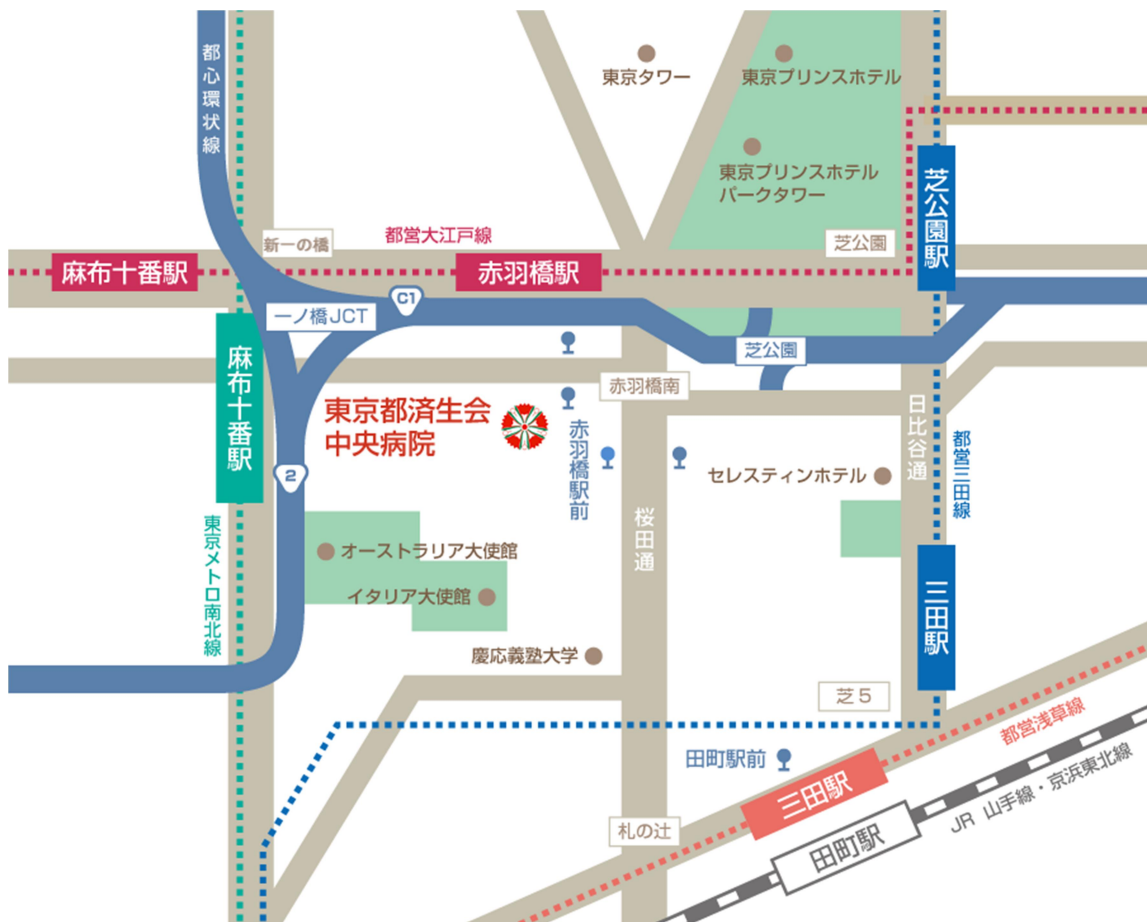 都心環状線
東京タワー
東京プリンスホテル
東京プリンスホテル
パークタワー
芝公園駅
新一の橋
都営大江戸線
芝公園
麻布十番駅
赤羽橋駅
C1
一ノ橋JCT
麻布十番駅
芝公園
赤羽橋南
東京都済生会
中央病院
赤羽橋駅前
日比谷通
都営三田線
2
セレスティンホテル
桜田通
東京メトロ南北線
オーストラリア大使館
イタリア大使館
三田駅
慶応義塾大学
芝5
都営浅草線
田町駅前
三田駅
JR 山手線・京浜東北線
札の辻
田町駅